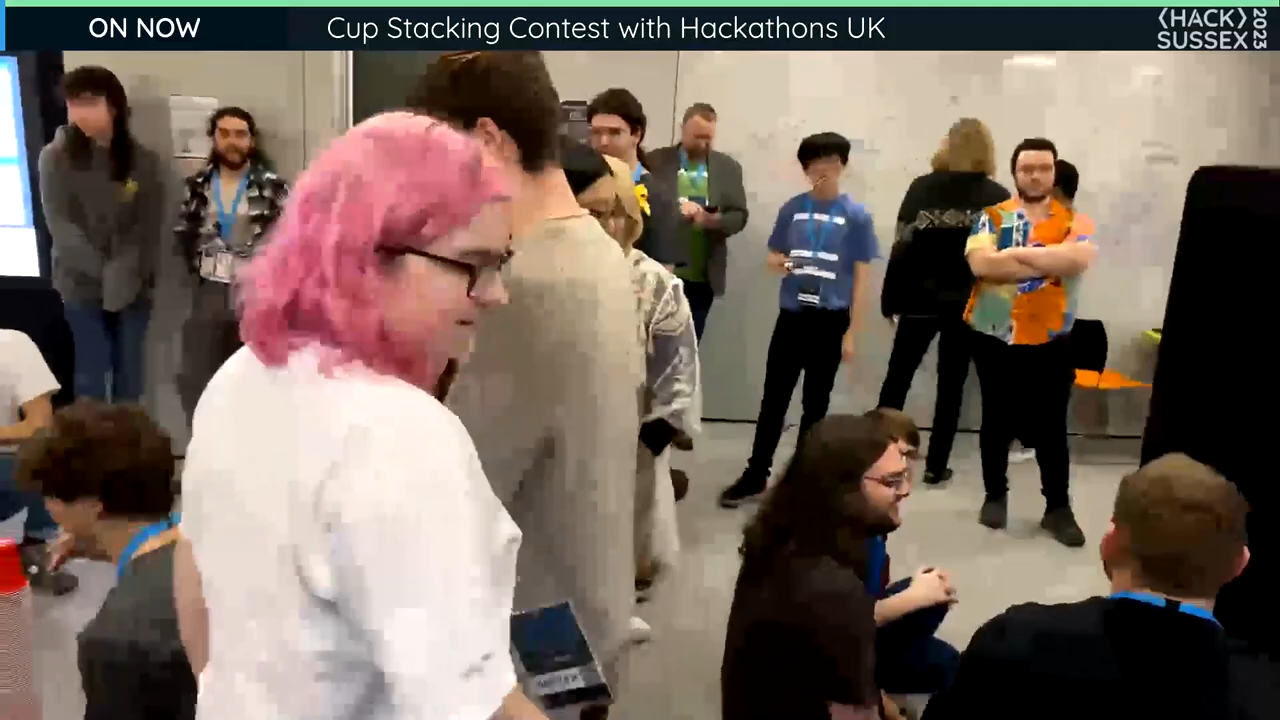 ON NOW
Cup Stacking Contest with Hackathons UK
⟨HACK⟩
SUSSEX
2023